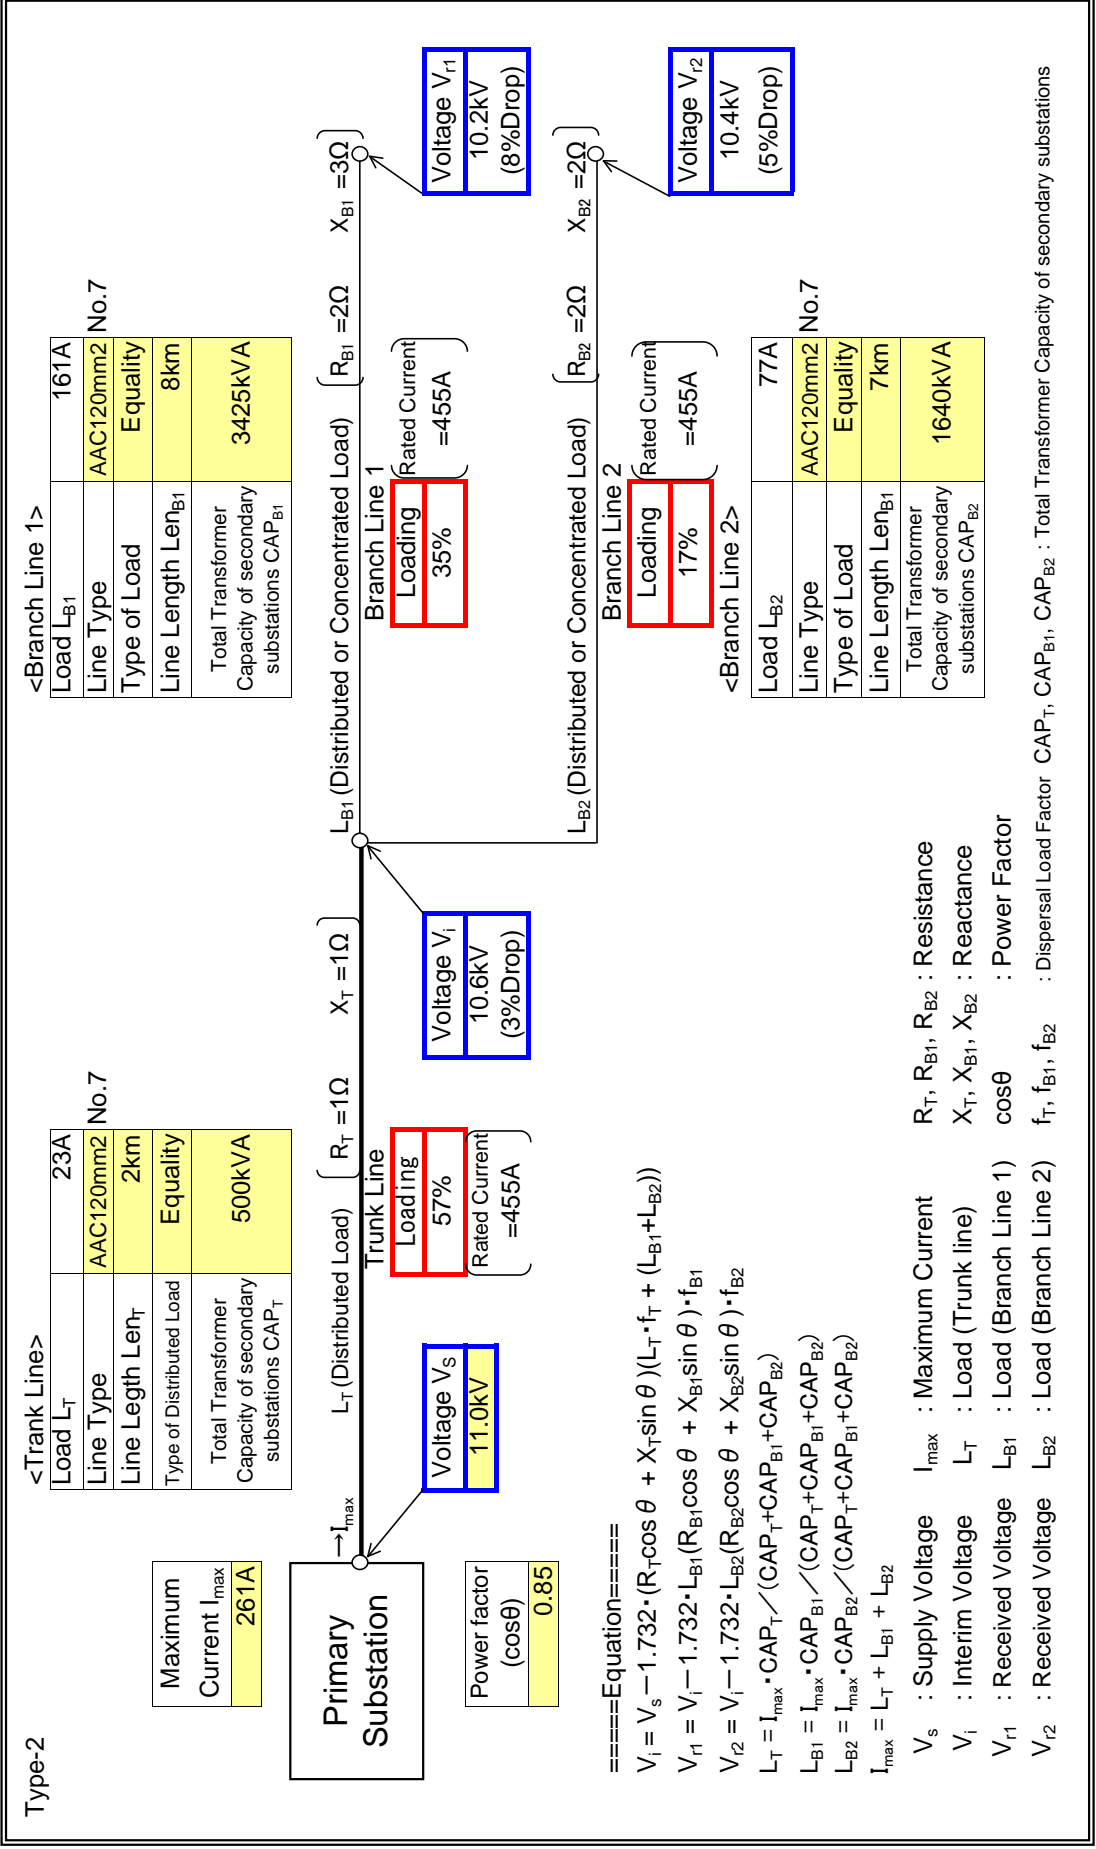 Type-2
Maximum
Current Imax
261A
Primary
Substation
→Imax
Power factor
(cosθ)
0.85
<Trank Line>
Load LT 23A
Line Type AAC120mm2 No.7
Line Legth LenT 2km
Type of Distributed Load Equality
Total Transformer
Capacity of secondary
substations CAPT
500kVA
LT (Distributed Load) RT =1Ω XT =1Ω
Trunk Line
Loading
57%
Rated Current
=455A
Voltage VS
11.0kV
Voltage Vi
10.6kV
(3%Drop)
<Branch Line 1>
Load LB1 161A
Line Type AAC120mm2 No.7
Type of Load Equality
Line Length LenB1 8km
Total Transformer
Capacity of secondary
substations CAPB1
3425kVA
LB1 (Distributed or Concentrated Load) RB1 =2Ω XB1 =3Ω
Branch Line 1
Loading
35%
Rated Current
=455A
Voltage Vr1
10.2kV
(8%Drop)
LB2 (Distributed or Concentrated Load) RB2 =2Ω XB2 =2Ω
Branch Line 2
Loading
17%
Rated Current
=455A
Voltage Vr2
10.4kV
(5%Drop)
<Branch Line 2>
Load LB2 77A
Line Type AAC120mm2 No.7
Type of Load Equality
Line Length LenB1 7km
Total Transformer
Capacity of secondary
substations CAPB2
1640kVA
=====Equation=====
Vi = Vs－1.732・(RTcosθ + XTsinθ)(LT・fT + (LB1+LB2))
Vr1 = Vi－1.732・LB1(RB1cosθ + XB1sinθ)・fB1
Vr2 = Vi－1.732・LB2(RB2cosθ + XB2sinθ)・fB2
LT = Imax・CAPT／(CAPT+CAPB1+CAPB2)
LB1 = Imax・CAPB1／(CAPT+CAPB1+CAPB2)
LB2 = Imax・CAPB2／(CAPT+CAPB1+CAPB2)
Imax = LT + LB1 + LB2
Vs : Supply Voltage Imax : Maximum Current RT, RB1, RB2 : Resistance
Vi : Interim Voltage LT : Load (Trunk line) XT, XB1, XB2 : Reactance
Vr1 : Received Voltage LB1 : Load (Branch Line 1) cosθ : Power Factor
Vr2 : Received Voltage LB2 : Load (Branch Line 2) fT, fB1, fB2 : Dispersal Load Factor CAPT, CAPB1, CAPB2 : Total Transformer Capacity of secondary substations